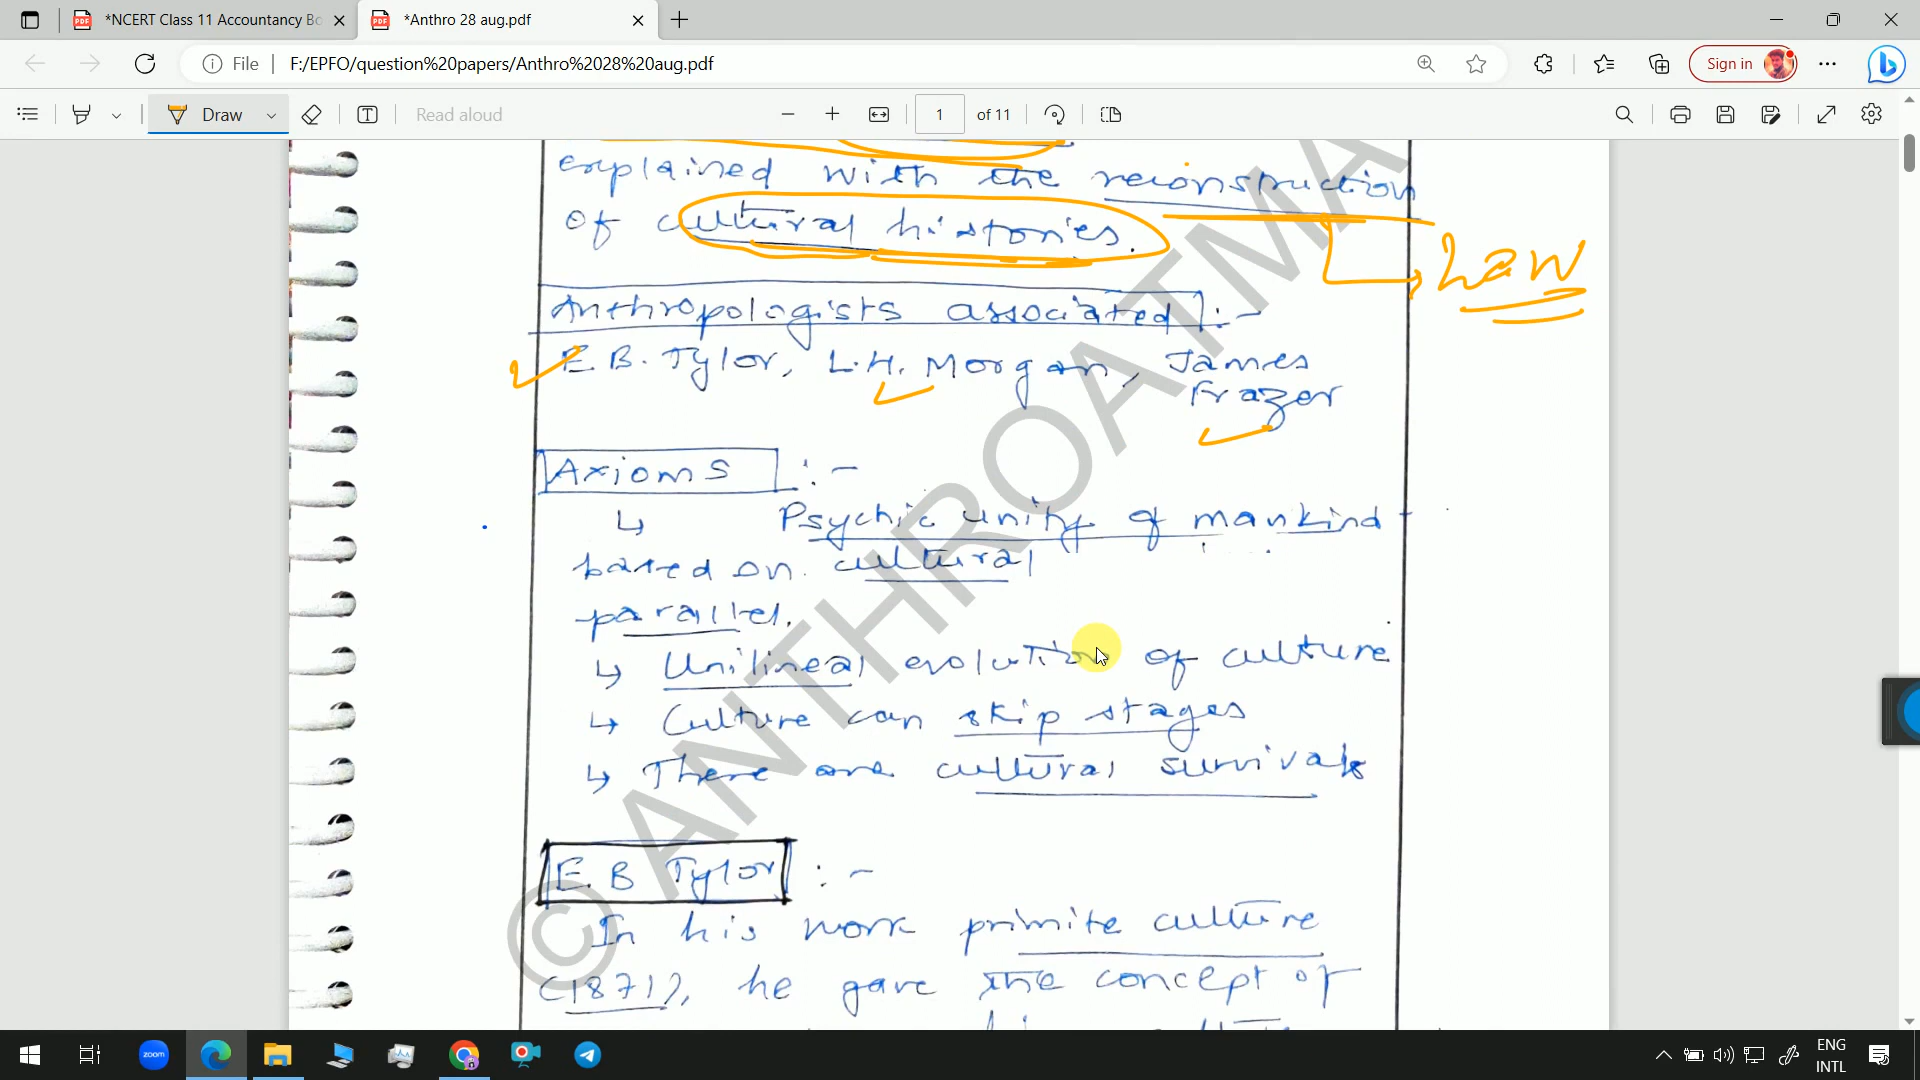 *NCERT Class 11 Accountancy Bo
*Anthro 28 aug.pdf
File
F:/EPFO/question%20papers/Anthro%2028%20aug.pdf
Sign in
Draw
Read aloud
1 of 11
explained with the reconstruction
of cultural histories.
Law
Anthropologists associated :-
E.B. Tylor, L.H. Morgan, James
Frazer
Axioms :-
↳ Psychic unity of mankind
based on cultural
parallel.
↳ Unilineal evolution of culture
↳ Culture can skip stages
↳ There are cultural survivals
E. B Tylor :-
In his work primite culture
(1871), he gave the concept of
© ANTHROATMA
zoom
ENG
INTL